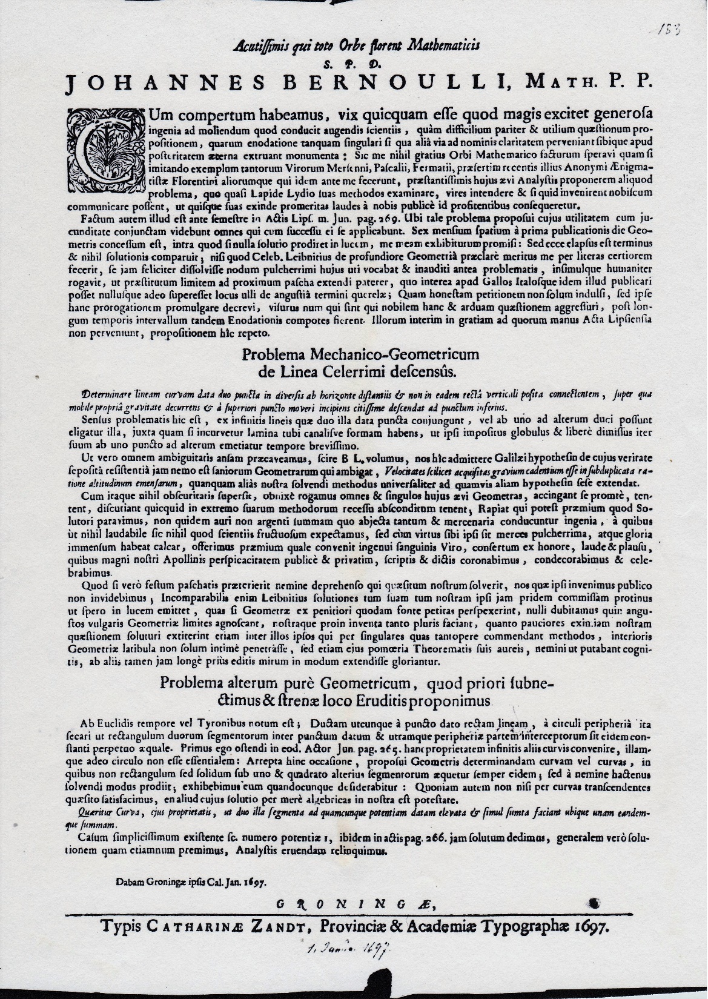 183
Acutiſſimis qui toto Orbe florent Mathematicis
S. P. D.
JOHANNES BERNOULLI, MATH. P. P.
CUm compertum habeamus, vix quicquam eſſe quod magis excitet generoſa
ingenia ad moliendum quod conducit augendis ſcientiis, quàm difficilium pariter & utilium quæſtionum pro-
poſitionem, quarum enodatione tanquam ſingulari ſi qua aliâ via ad nominis claritatem perveniant ſibique apud
poſteritatem æterna extruant monumenta: Sic me nihil gratius Orbi Mathematico facturum ſperavi quam ſi
imitando exemplum tantorum Virorum Merſenni, Paſcalii, Fermatii, præſertim recentis illius Anonymi Ænigma-
tiſtæ Florentini aliorumque qui idem ante me fecerunt, præſtantiſſimis hujus ævi Analyſtis proponerem aliquod
problema, quo quaſi Lapide Lydio ſuas methodos examinare, vires intendere & ſi quid invenirent nobiſcum
communicare poſſent, ut quiſque ſuas exinde promeritas laudes à nobis publicè id profitentibus conſequeretur.
Factum autem illud eſt ante ſemeſtre in Actis Lipſ. m. Jun. pag. 269. Ubi tale problema propoſui cujus utilitatem cum ju-
cunditate conjunctam videbunt omnes qui cum ſucceſſu ei ſe applicabunt. Sex menſium ſpatium à prima publicationis die Geo-
metris conceſſum eſt, intra quod ſi nulla ſolutio prodiret in lucem, me meam exhibiturum promiſi: Sed ecce elapſus eſt terminus
& nihil ſolutionis comparuit; niſi quod Celeb. Leibnitius de profundiore Geometriâ præclarè meritus me per literas certiorem
fecerit, ſe jam feliciter diſſolviſſe nodum pulcherrimi hujus uti vocabat & inauditi antea problematis, inſimulque humaniter
rogavit, ut præſtitutum limitem ad proximum paſcha extendi paterer, quo interea apud Gallos Italoſque idem illud publicari
poſſet nulluſque adeo ſupereſſet locus ulli de anguſtiâ termini querelæ; Quam honeſtam petitionem non ſolum indulſi, ſed ipſe
hanc prorogationem promulgare decrevi, viſurus num qui ſint qui nobilem hanc & arduam quæſtionem aggreſſuri, poſt lon-
gum temporis intervallum tandem Enodationis compotes fierent. Illorum interim in gratiam ad quorum manus Acta Lipſienſia
non perveniunt, propoſitionem hîc repeto.
Problema Mechanico-Geometricum
de Linea Celerrimi deſcensûs.
Determinare lineam curvam data duo puncta in diverſis ab horizonte diſtantiis & non in eadem rectâ verticali poſita connectentem, ſuper qua
mobile propriâ gravitate decurrens & à ſuperiori puncto moveri incipiens citiſſime deſcendat ad punctum inferius.
Senſus problematis hic eſt, ex infinitis lineis quæ duo illa data puncta conjungunt, vel ab uno ad alterum duci poſſunt
eligatur illa, juxta quam ſi incurvetur lamina tubi canaliſve formam habens, ut ipſi impoſitus globulus & liberè dimiſſus iter
ſuum ab uno puncto ad alterum emetiatur tempore breviſſimo.
Ut vero omnem ambiguitatis anſam præcaveamus, ſcire B L. volumus, nos hîc admittere Galilæi hypotheſin de cujus veritate
ſepoſitâ reſiſtentiâ jam nemo eſt ſaniorum Geometrarum qui ambigat, Velocitates ſcilicet acquiſitas gravium cadentium eſſe in ſubduplicata ra-
tione altitudinum emenſarum, quanquam aliàs noſtra ſolvendi methodus univerſaliter ad quamvis aliam hypotheſin ſeſe extendat.
Cum itaque nihil obſcuritatis ſuperſit, obnixè rogamus omnes & ſingulos hujus ævi Geometras, accingant ſe promtè, ten-
tent, diſcutiant quicquid in extremo ſuarum methodorum receſſu abſconditum tenent; Rapiat qui poteſt præmium quod So-
lutori paravimus, non quidem auri non argenti ſummam quo abjecta tantum & mercenaria conducuntur ingenia, à quibus
ùt nihil laudabile ſic nihil quod ſcientiis fructuoſum expectamus, ſed cùm virtus ſibi ipſi ſit merces pulcherrima, atque gloria
immenſum habeat calcar, offerimus præmium quale convenit ingenui ſanguinis Viro, conſertum ex honore, laude & plauſu,
quibus magni noſtri Apollinis perſpicacitatem publicè & privatim, ſcriptis & dictis coronabimus, condecorabimus & cele-
brabimus.
Quod ſi verò feſtum paſchatis præterierit nemine deprehenſo qui quæſitum noſtrum ſolverit, nos quæ ipſi invenimus publico
non invidebimus; Incomparabilis enim Leibnitius ſolutiones tum ſuam tum noſtram ipſi jam pridem commiſſam protinus
ut ſpero in lucem emittet, quas ſi Geometræ ex penitiori quodam fonte petitas perſpexerint, nulli dubitamus quin angu-
ſtos vulgaris Geometriæ limites agnoſcant, noſtraque proin inventa tanto pluris faciant, quanto pauciores eximiam noſtram
quæſtionem ſoluturi extiterint etiam inter illos ipſos qui per ſingulares quas tantopere commendant methodos, interioris
Geometriæ latibula non ſolum intimè penetrâſſe, ſed etiam ejus pomœria Theorematis ſuis aureis, nemini ut putabant cogni-
tis, ab aliis tamen jam longè priùs editis mirum in modum extendiſſe gloriantur.
Problema alterum purè Geometricum, quod priori ſubne-
ctimus & ſtrenæ loco Eruditis proponimus.
Ab Euclidis tempore vel Tyronibus notum eſt; Ductam utcunque à puncto dato rectam lineam, à circuli peripheriâ ita
ſecari ut rectangulum duorum ſegmentorum inter punctum datum & utramque peripheriæ partem interceptorum ſit eidem con-
ſtanti perpetuo æquale. Primus ego oſtendi in eod. Actor Jun. pag. 265. hanc proprietatem infinitis aliis curvis convenire, illam-
que adeo circulo non eſſe eſſentialem: Arrepta hinc occaſione, propoſui Geometris determinandam curvam vel curvas, in
quibus non rectangulum ſed ſolidum ſub uno & quadrato alterius ſegmentorum æquetur ſemper eidem; ſed à nemine hactenus
ſolvendi modus prodiit; exhibebimus eum quandocunque deſiderabitur: Quoniam autem non niſi per curvas tranſcendentes
quæſito ſatisfacimus, en aliud cujus ſolutio per merè algebricas in noſtra eſt poteſtate.
Quæritur Curva, ejus proprietatis, ut duo illa ſegmenta ad quamcunque potentiam datam elevata & ſimul ſumta faciant ubique unam eandem-
que ſummam.
Caſum ſimpliciſſimum exiſtente ſc. numero potentiæ 1, ibidem in actis pag. 266. jam ſolutum dedimus, generalem verò ſolu-
tionem quam etiamnum premimus, Analyſtis eruendam relinquimus.
Dabam Groningæ ipſis Cal. Jan. 1697.
GRONINGÆ,
Typis CATHARINÆ ZANDT, Provinciæ & Academiæ Typographæ 1697.
1. 1697.